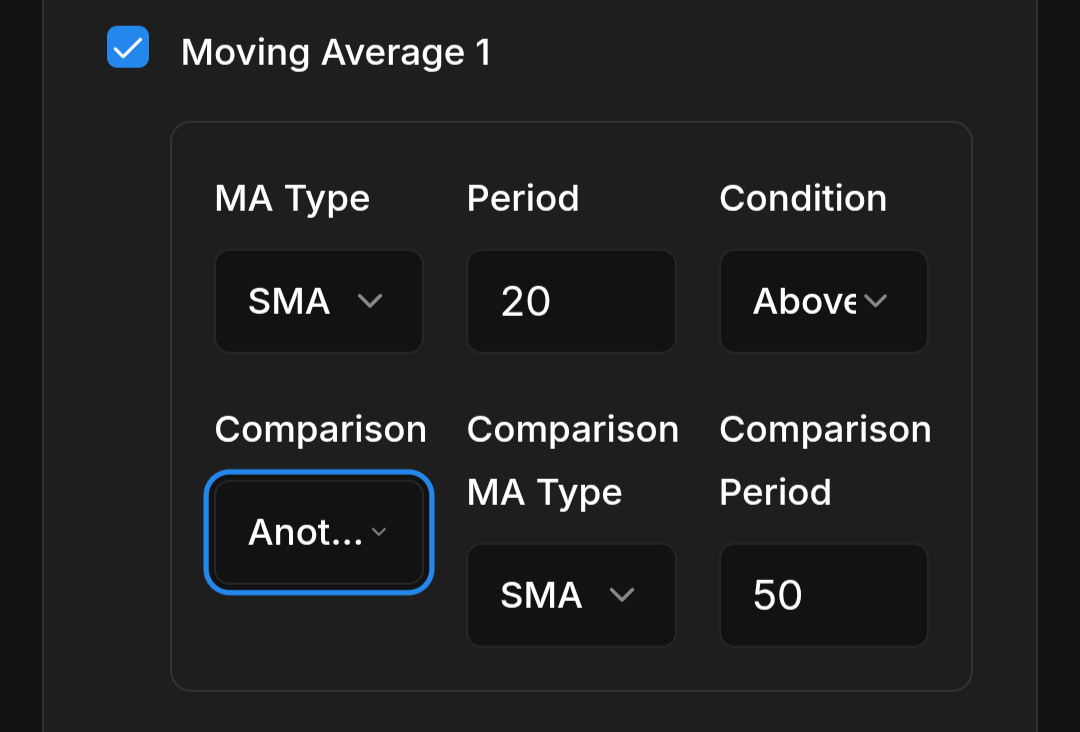 Moving Average 1
MA Type
Period
Condition
SMA
20
Above
Comparison
Comparison
MA Type
Comparison
Period
Anot...
SMA
50